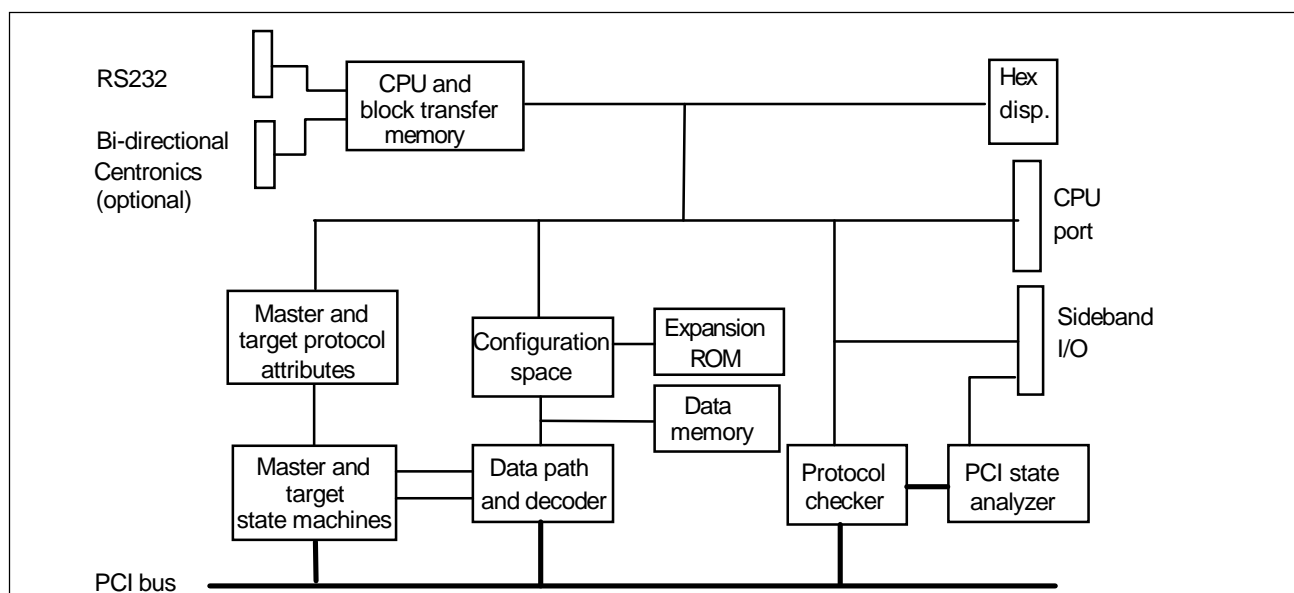 RS232
Bi-directional
Centronics
(optional)
CPU and
block transfer
memory
Hex
disp.
CPU
port
Master and
target protocol
attributes
Configuration
space
Expansion
ROM
Data
memory
Sideband
I/O
Master and
target
state machines
Data path
and decoder
Protocol
checker
PCI state
analyzer
PCI bus